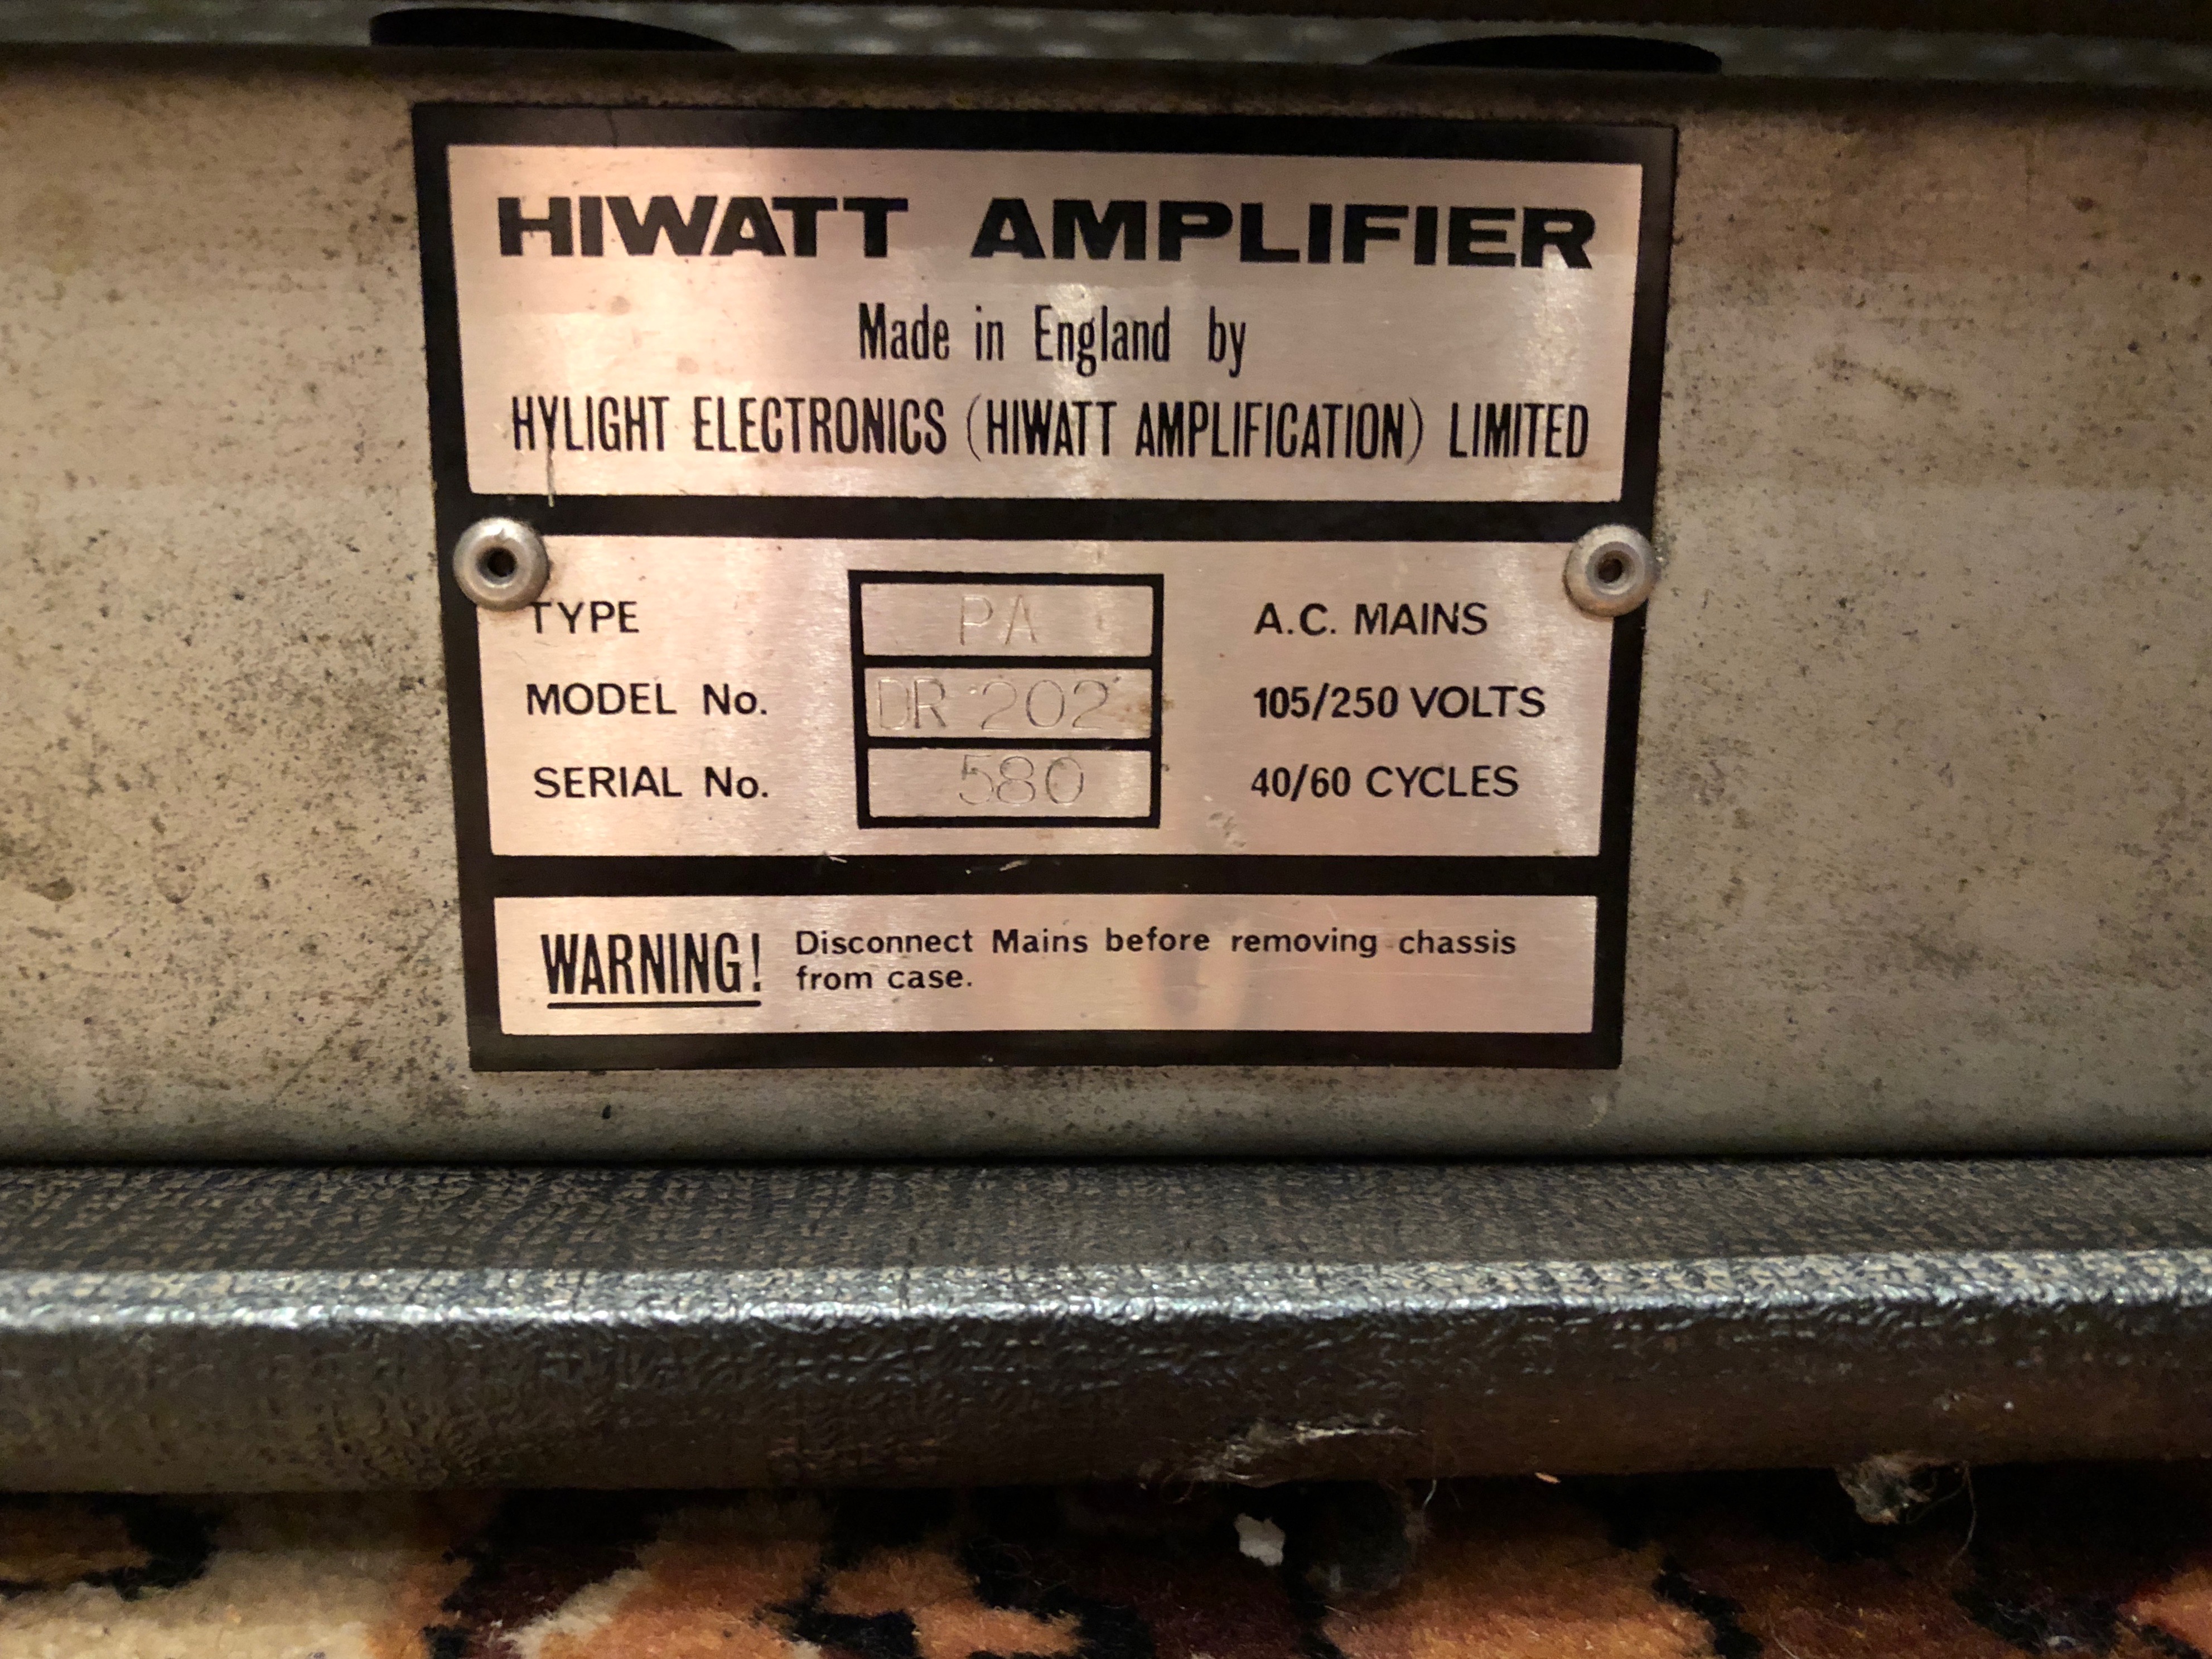 HIWATT AMPLIFIER
Made in England by
HYLIGHT ELECTRONICS (HIWATT AMPLIFICATION) LIMITED
TYPE PA A.C. MAINS
MODEL No. DR 202 105/250 VOLTS
SERIAL No. 580 40/60 CYCLES
WARNING! Disconnect Mains before removing chassis
from case.